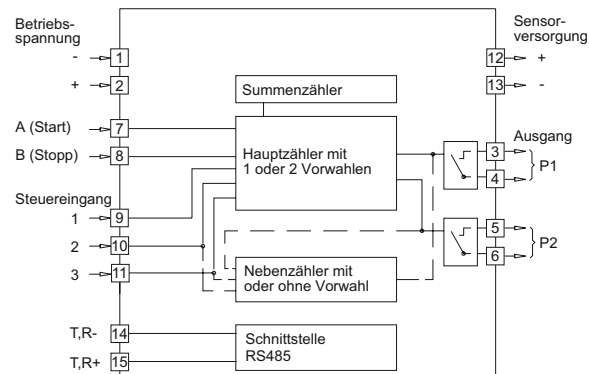 Betriebs-
spannung
- 1
+ 2
A (Start) 7
B (Stopp) 8
Steuereingang
1 9
2 10
3 11
T,R- 14
T,R+ 15
Summenzähler
Hauptzähler mit
1 oder 2 Vorwahlen
Nebenzähler mit
oder ohne Vorwahl
Schnittstelle
RS485
Sensor-
versorgung
12 +
13 -
Ausgang
3
4
P1
5
6
P2